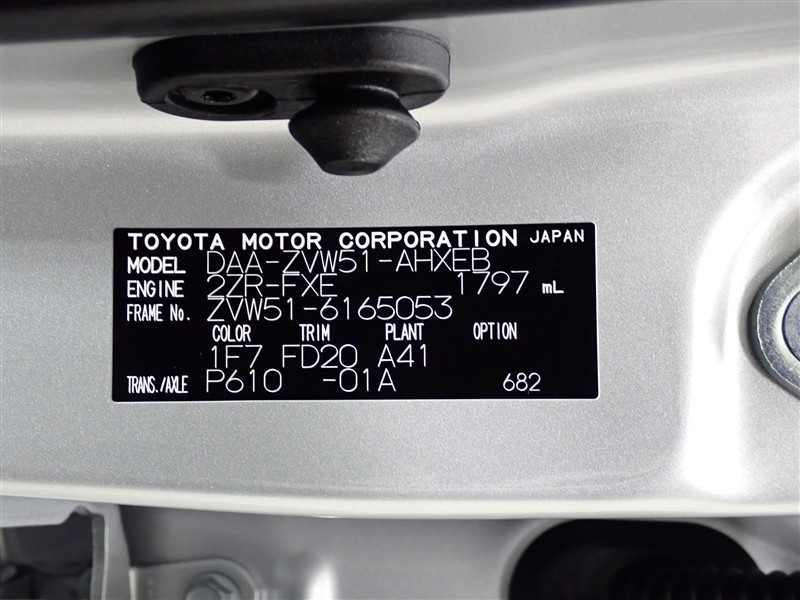 TOYOTA MOTOR CORPORATION JAPAN
MODEL DAA-ZVW51-AHXEB
ENGINE 2ZR-FXE 1797 mL
FRAME No. ZVW51-6165053
COLOR TRIM PLANT OPTION
1F7 FD20 A41
TRANS./AXLE P610 -01A 682